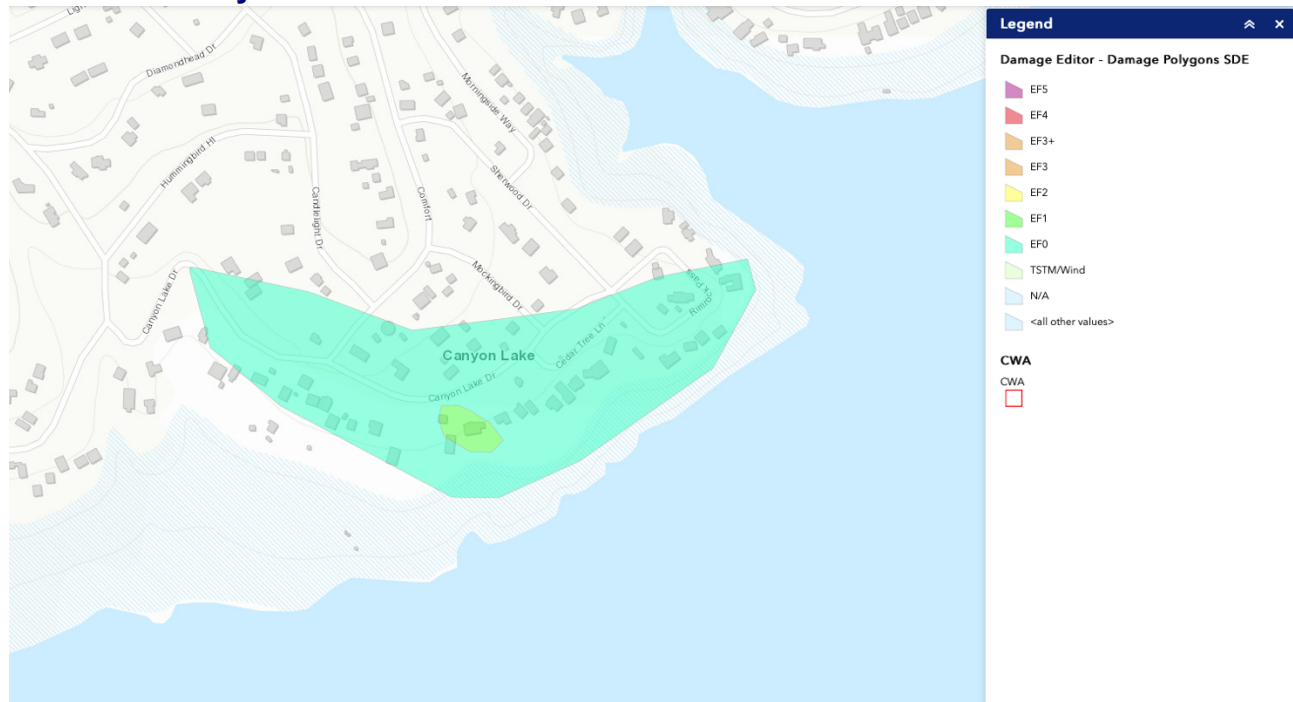 Diamondhead Dr
Morningside Way
Hummingbird Hl
Sherwood Dr
Candlelight Dr
Comfort
Canyon Lake Dr
Mockingbird Dr
Rimrock Pass
Cedar Tree Ln
Canyon Lake
Canyon Lake Dr
Legend
Damage Editor - Damage Polygons SDE
EF5
EF4
EF3+
EF3
EF2
EF1
EF0
TSTM/Wind
N/A
<all other values>
CWA
CWA